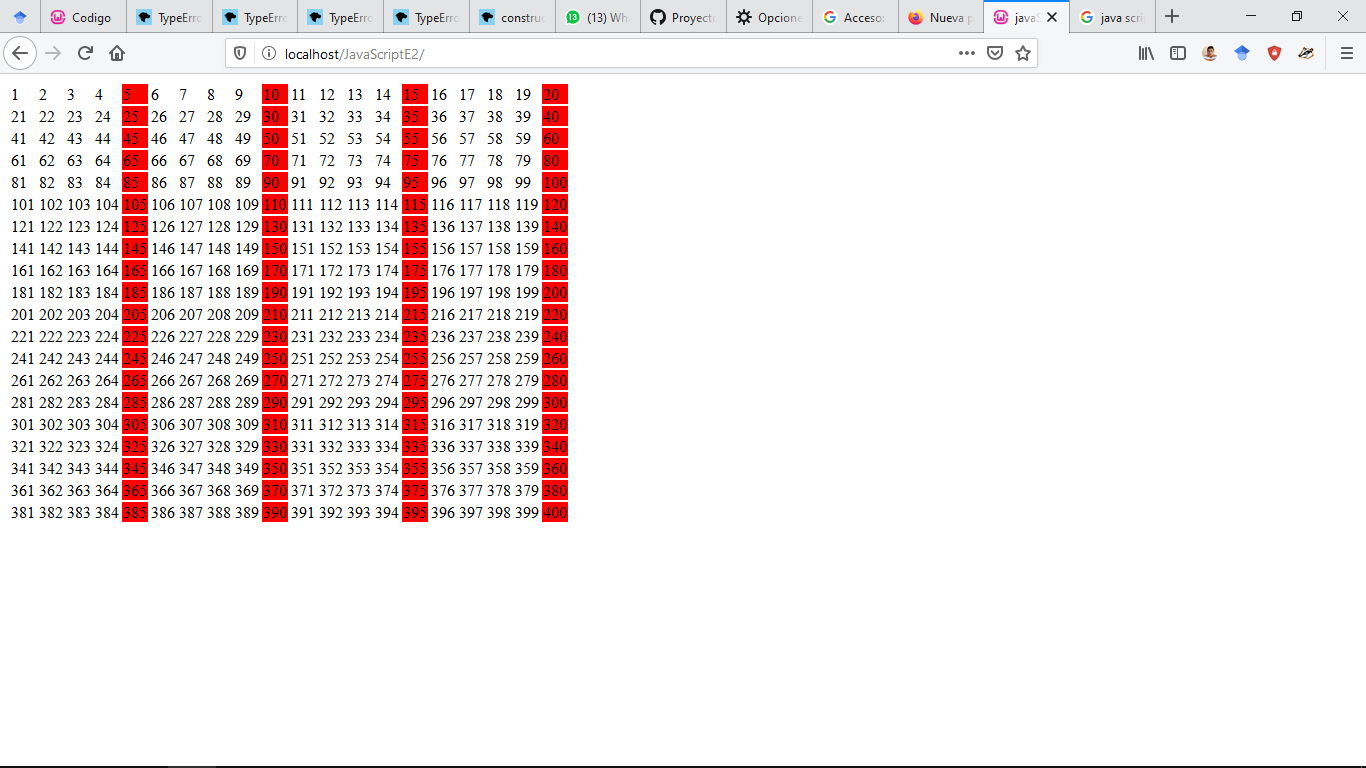 Codigo TypeErro TypeErro TypeErro TypeErro construc (13) Wh Proyecto Opcione Acceso: Nueva p javaS java scri
localhost/JavaScriptE2/
1 2 3 4 5 6 7 8 9 10 11 12 13 14 15 16 17 18 19 20
21 22 23 24 25 26 27 28 29 30 31 32 33 34 35 36 37 38 39 40
41 42 43 44 45 46 47 48 49 50 51 52 53 54 55 56 57 58 59 60
61 62 63 64 65 66 67 68 69 70 71 72 73 74 75 76 77 78 79 80
81 82 83 84 85 86 87 88 89 90 91 92 93 94 95 96 97 98 99 100
101 102 103 104 105 106 107 108 109 110 111 112 113 114 115 116 117 118 119 120
121 122 123 124 125 126 127 128 129 130 131 132 133 134 135 136 137 138 139 140
141 142 143 144 145 146 147 148 149 150 151 152 153 154 155 156 157 158 159 160
161 162 163 164 165 166 167 168 169 170 171 172 173 174 175 176 177 178 179 180
181 182 183 184 185 186 187 188 189 190 191 192 193 194 195 196 197 198 199 200
201 202 203 204 205 206 207 208 209 210 211 212 213 214 215 216 217 218 219 220
221 222 223 224 225 226 227 228 229 230 231 232 233 234 235 236 237 238 239 240
241 242 243 244 245 246 247 248 249 250 251 252 253 254 255 256 257 258 259 260
261 262 263 264 265 266 267 268 269 270 271 272 273 274 275 276 277 278 279 280
281 282 283 284 285 286 287 288 289 290 291 292 293 294 295 296 297 298 299 300
301 302 303 304 305 306 307 308 309 310 311 312 313 314 315 316 317 318 319 320
321 322 323 324 325 326 327 328 329 330 331 332 333 334 335 336 337 338 339 340
341 342 343 344 345 346 347 348 349 350 351 352 353 354 355 356 357 358 359 360
361 362 363 364 365 366 367 368 369 370 371 372 373 374 375 376 377 378 379 380
381 382 383 384 385 386 387 388 389 390 391 392 393 394 395 396 397 398 399 400